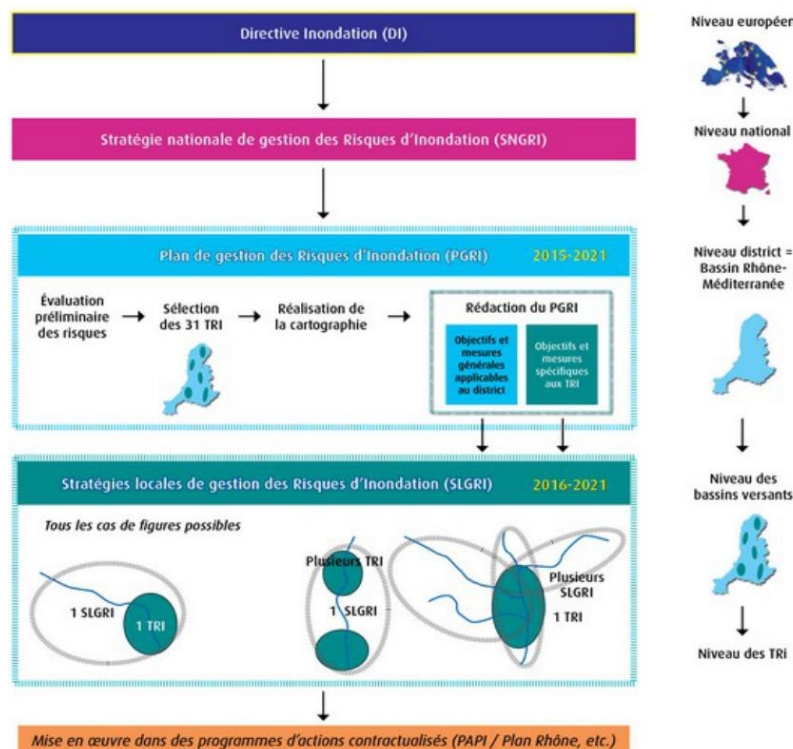 Directive Inondation (DI)
Stratégie nationale de gestion des Risques d'Inondation (SNGRI)
Plan de gestion des Risques d'Inondation (PGRI) 2015-2021
Évaluation
préliminaire
des risques
Sélection
des 31 TRI
Réalisation de
la cartographie
Rédaction du PGRI
Objectifs et
mesures
générales
applicables
au district
Objectifs et
mesures
spécifiques
aux TRI
Stratégies locales de gestion des Risques d'Inondation (SLGRI) 2016-2021
Tous les cas de figures possibles
1 SLGRI
1 TRI
Plusieurs TRI
1 SLGRI
Plusieurs
SLGRI
1 TRI
Mise en œuvre dans des programmes d'actions contractualisés (PAPI / Plan Rhône, etc.)
Niveau européen
Niveau national
Niveau district =
Bassin Rhône-
Méditerranée
Niveau des
bassins versants
Niveau des TRi